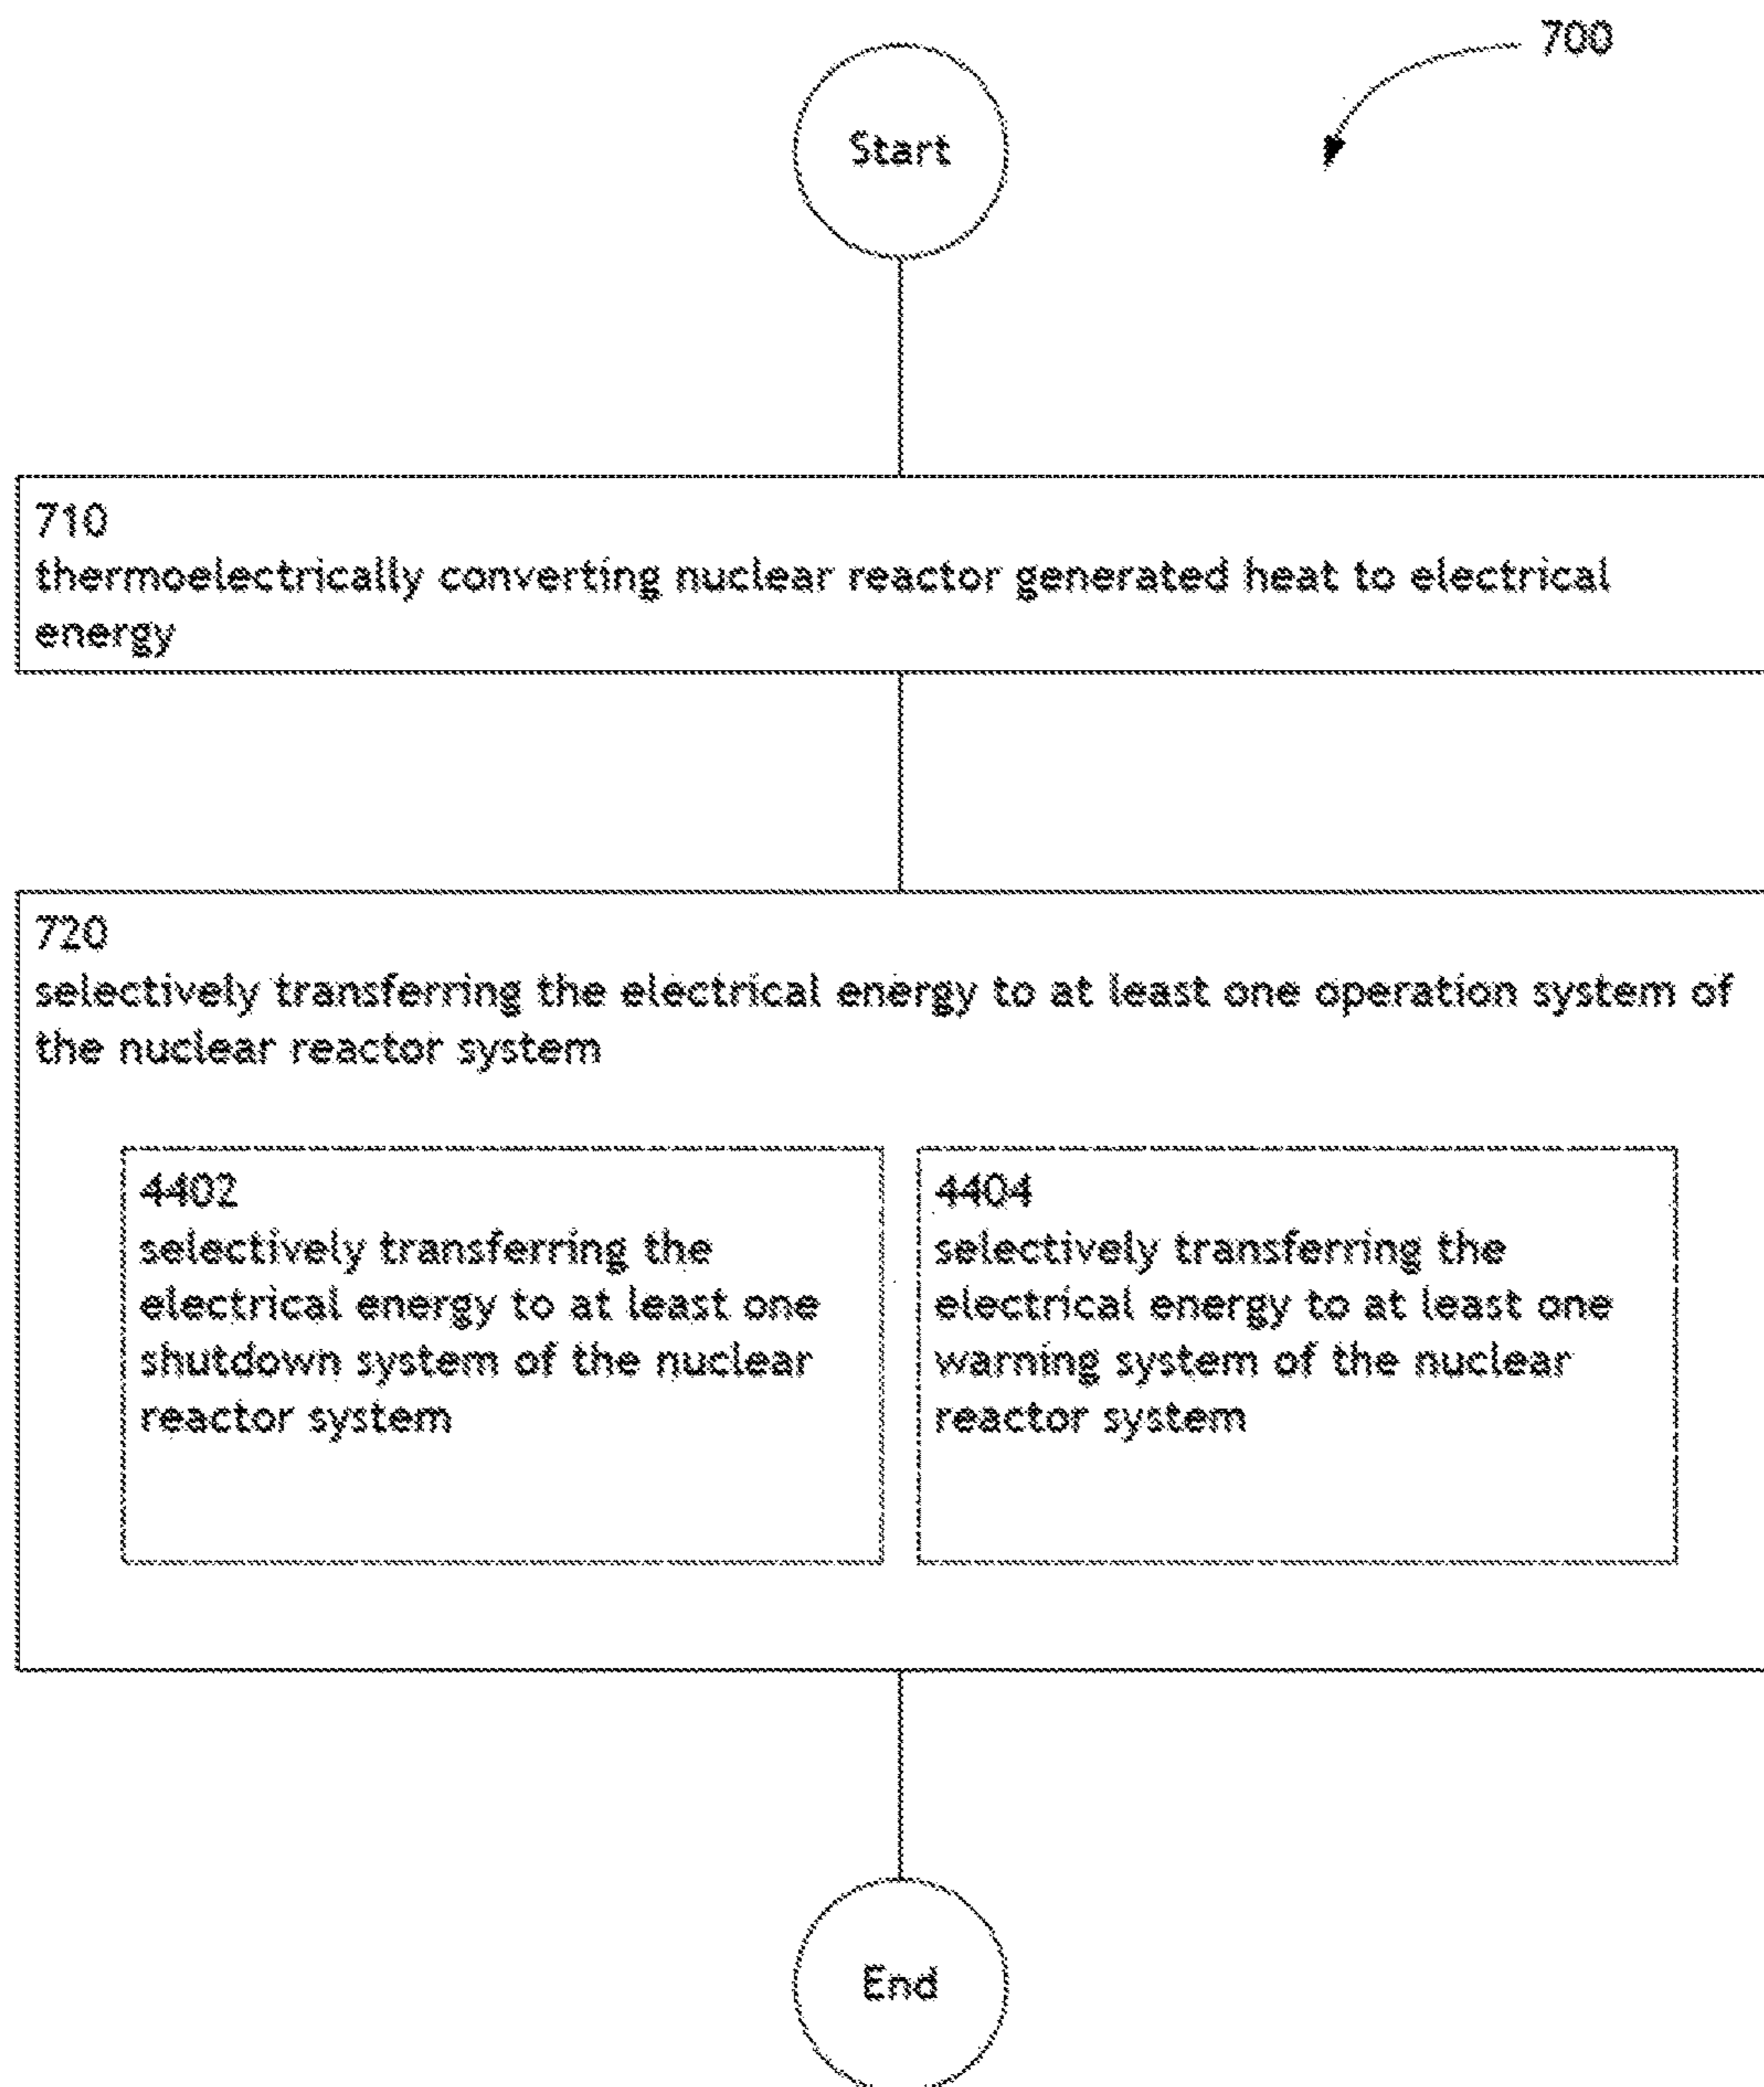 700
Start
710
thermoelectrically converting nuclear reactor generated heat to electrical
energy
720
selectively transferring the electrical energy to at least one operation system of
the nuclear reactor system
4402
selectively transferring the
electrical energy to at least one
shutdown system of the nuclear
reactor system
4404
selectively transferring the
electrical energy to at least one
warning system of the nuclear
reactor system
End